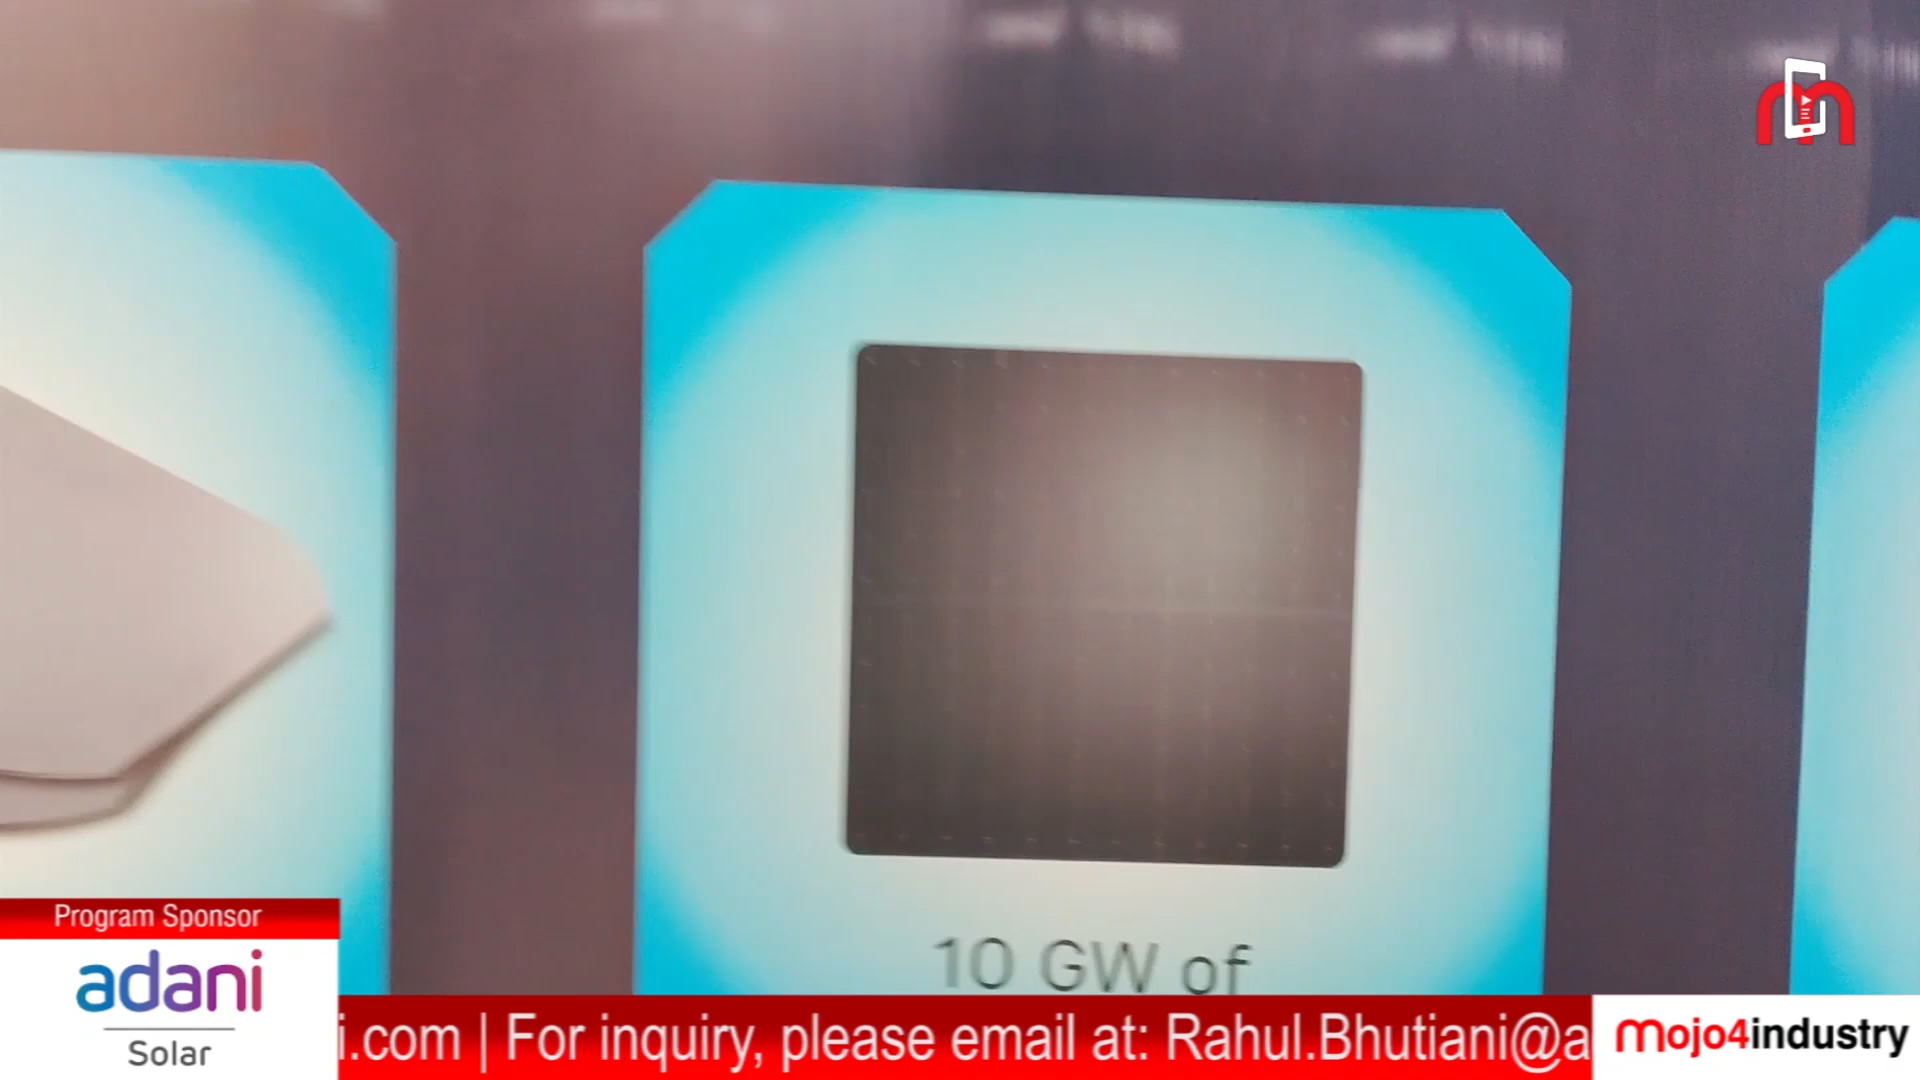 10 GW of
Program Sponsor
adani
Solar
i.com | For inquiry, please email at: Rahul.Bhutiani@a
mojo4industry